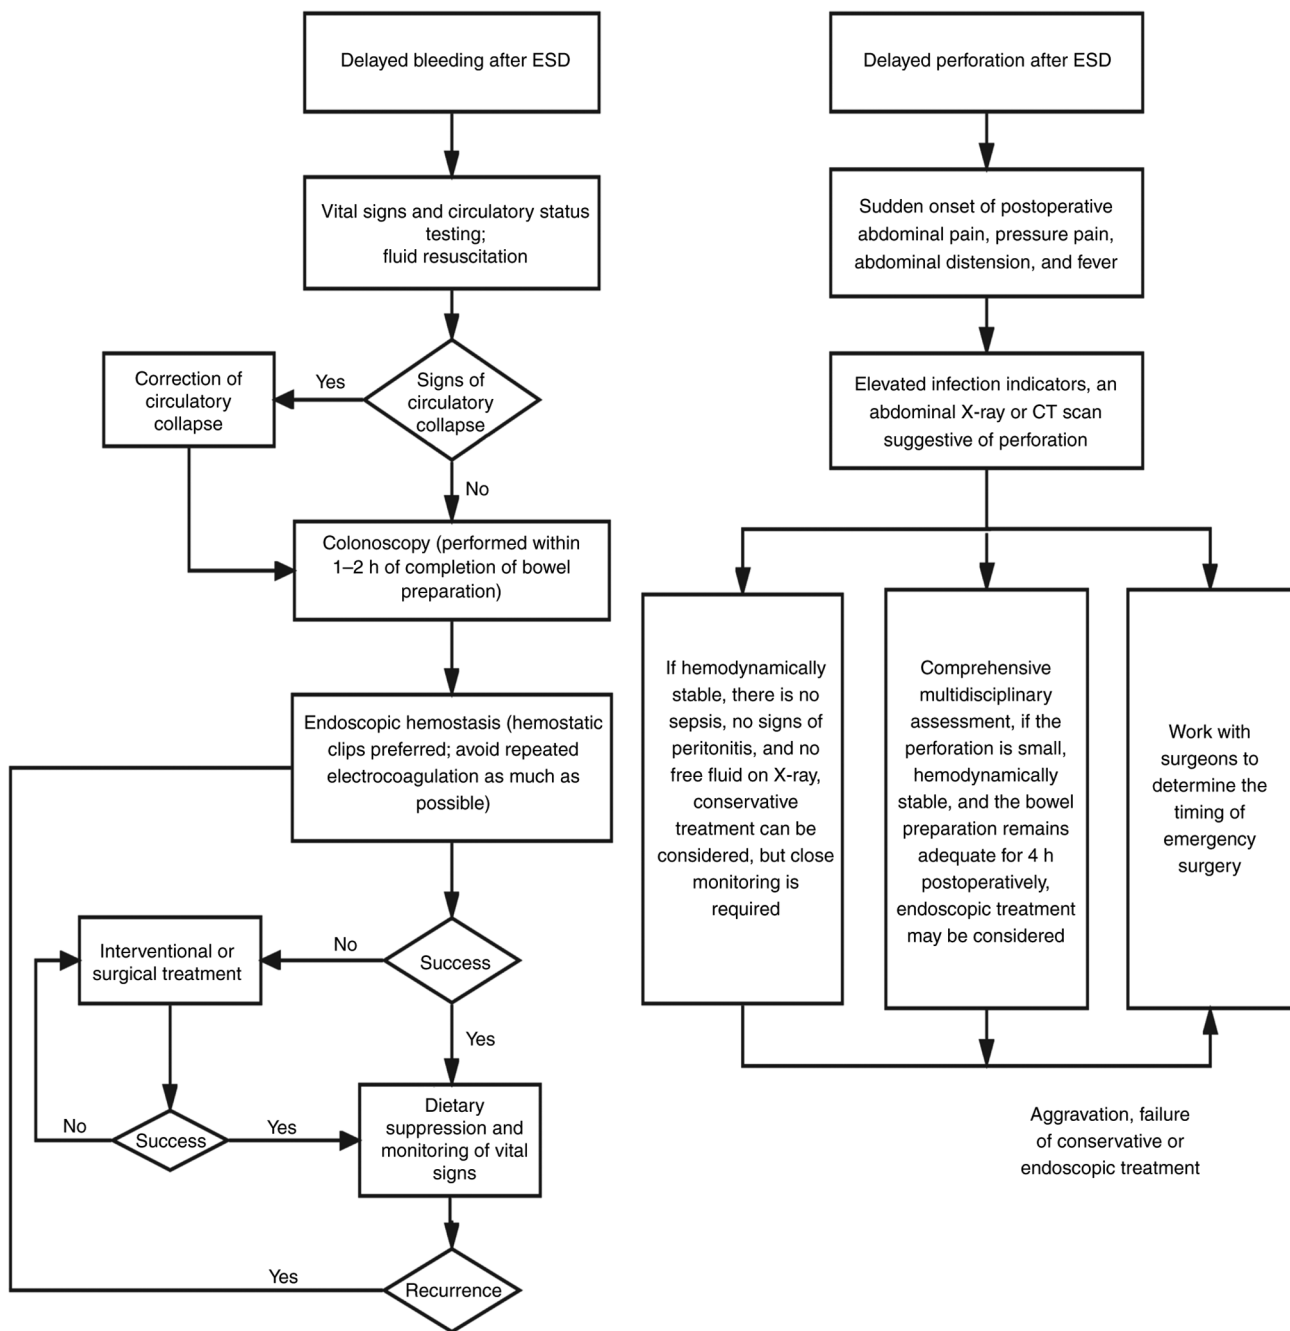 Delayed bleeding after ESD
Vital signs and circulatory status
testing;
fluid resuscitation
Signs of
circulatory
collapse
Yes
Correction of
circulatory
collapse
No
Colonoscopy (performed within
1–2 h of completion of bowel
preparation)
Endoscopic hemostasis (hemostatic
clips preferred; avoid repeated
electrocoagulation as much as
possible)
Success
No
Interventional or
surgical treatment
Yes
Success
No
Yes
Dietary
suppression and
monitoring of vital
signs
Recurrence
Yes
Delayed perforation after ESD
Sudden onset of postoperative
abdominal pain, pressure pain,
abdominal distension, and fever
Elevated infection indicators, an
abdominal X-ray or CT scan
suggestive of perforation
If hemodynamically
stable, there is no
sepsis, no signs of
peritonitis, and no
free fluid on X-ray,
conservative
treatment can be
considered, but close
monitoring is
required
Comprehensive
multidisciplinary
assessment, if the
perforation is small,
hemodynamically
stable, and the bowel
preparation remains
adequate for 4 h
postoperatively,
endoscopic treatment
may be considered
Work with
surgeons to
determine the
timing of
emergency
surgery
Aggravation, failure
of conservative or
endoscopic treatment